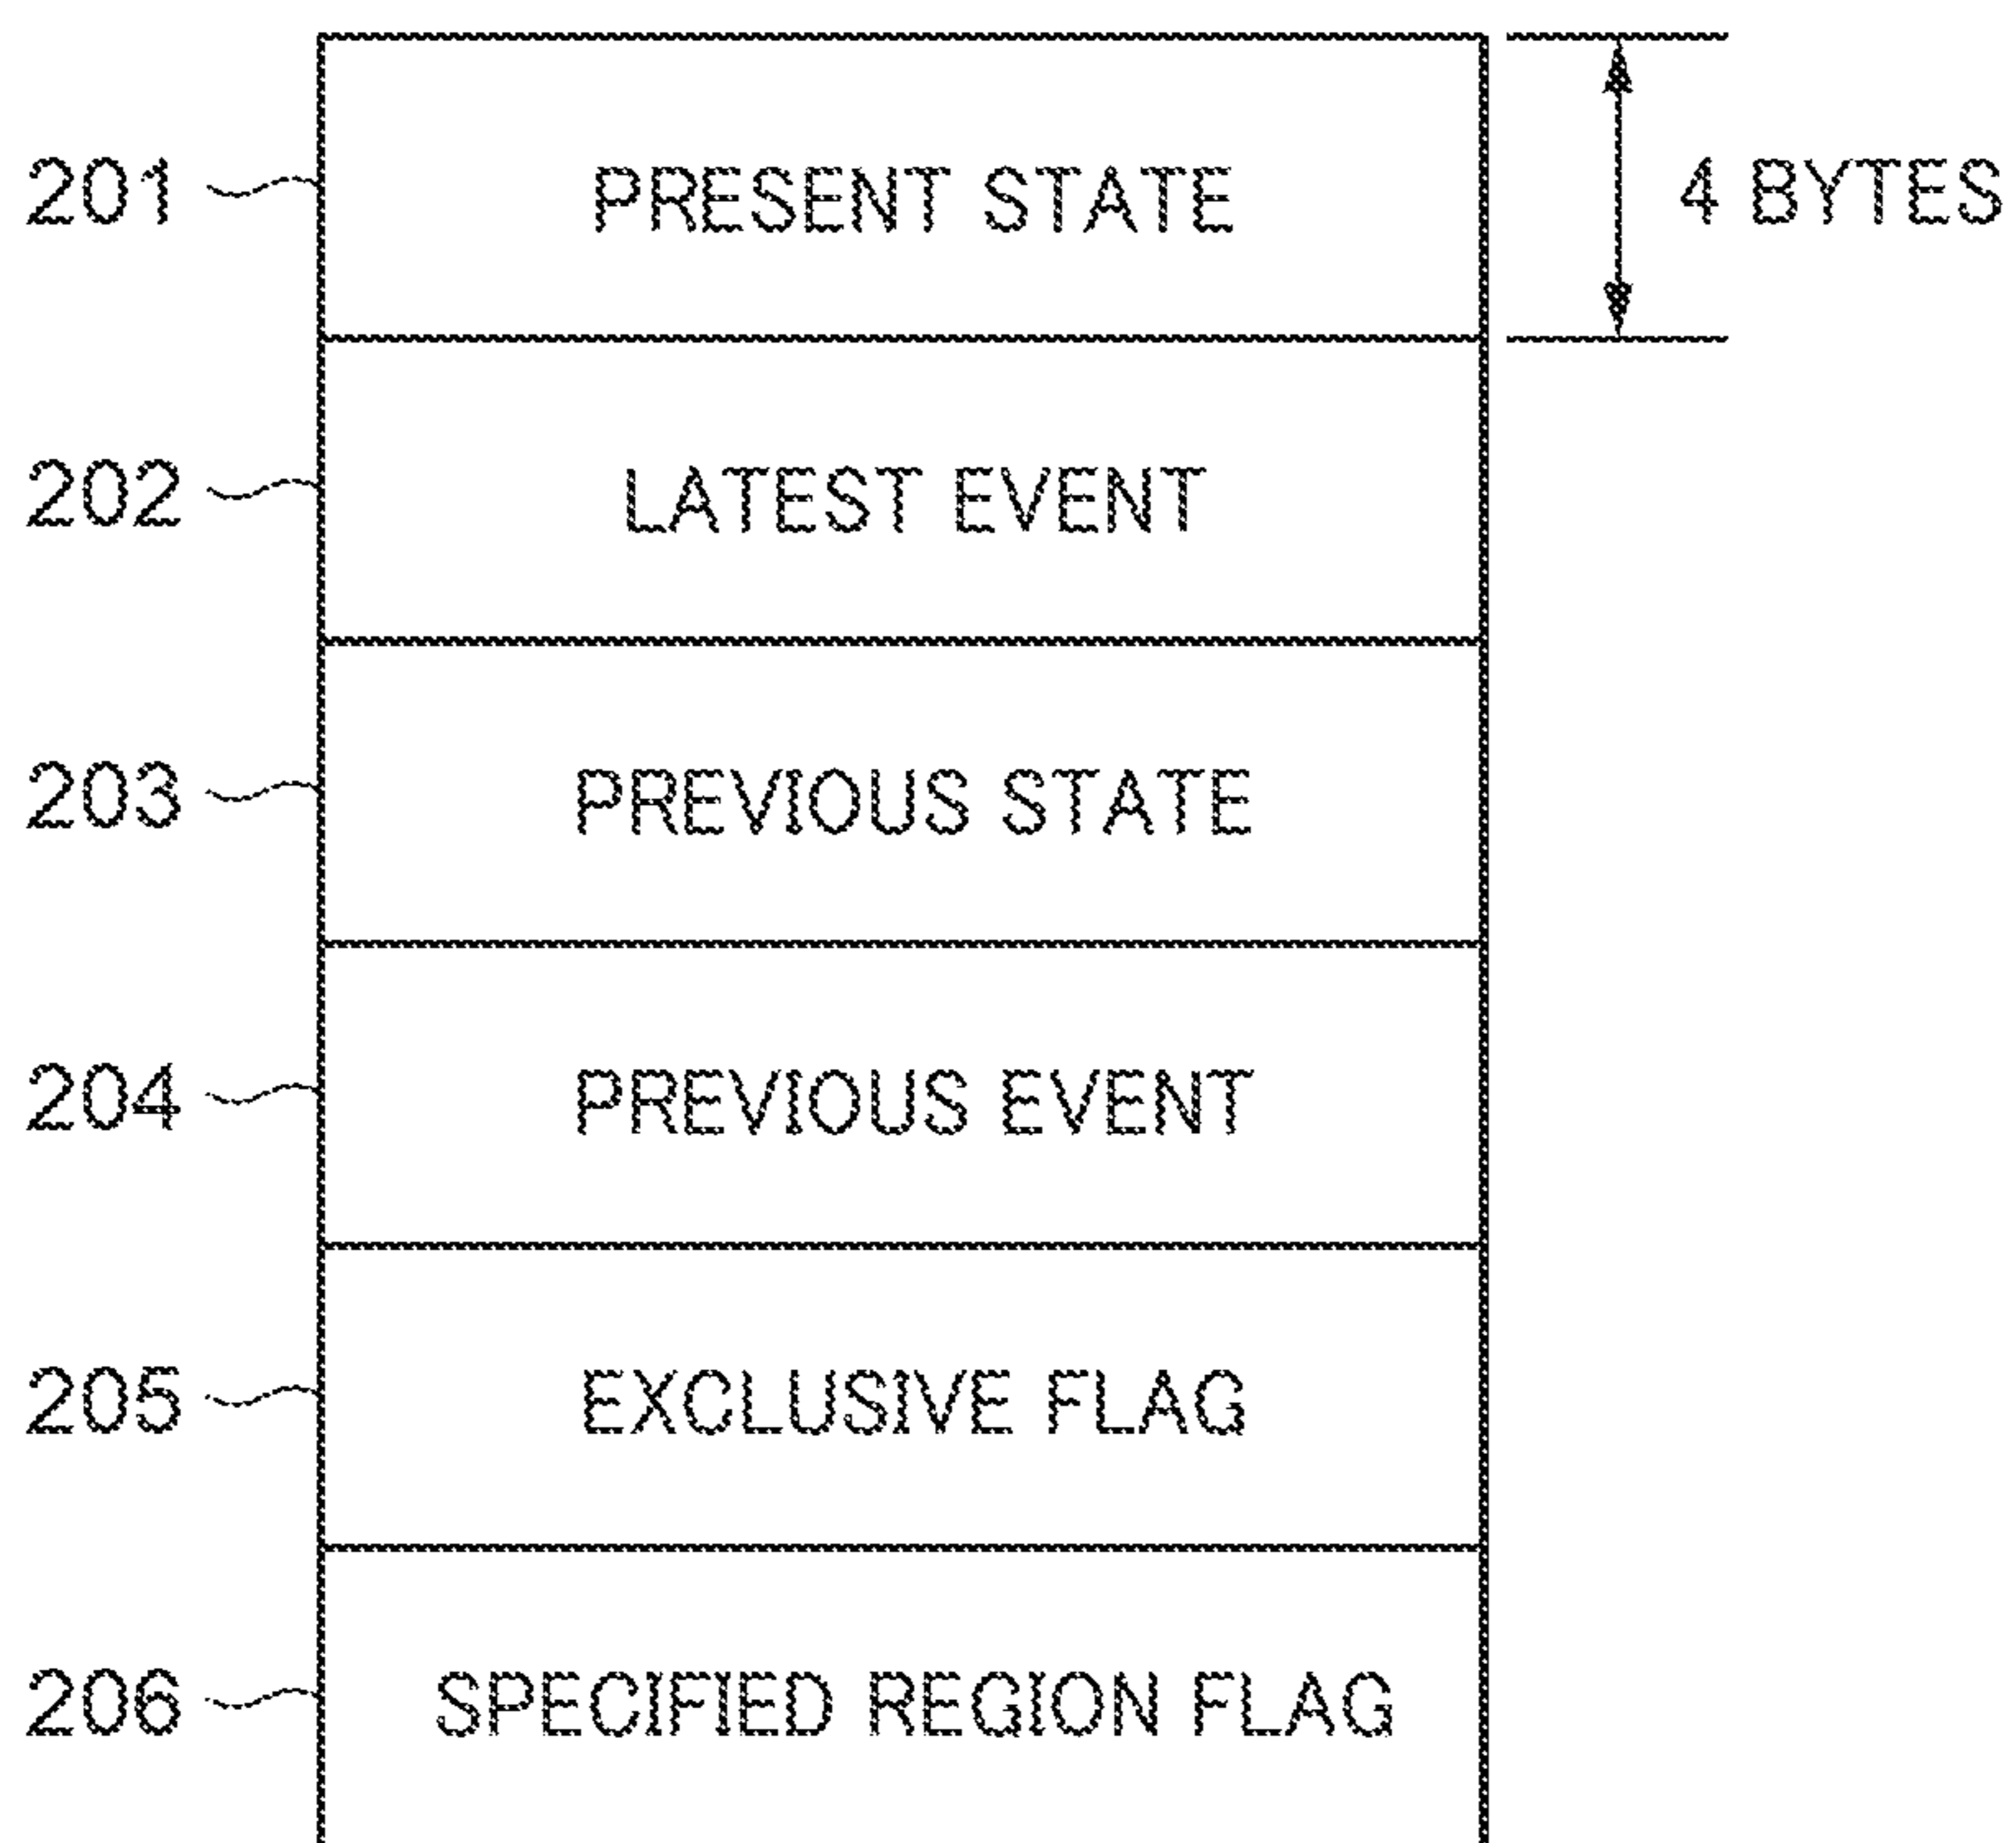 201 PRESENT STATE 4 BYTES
202 LATEST EVENT
203 PREVIOUS STATE
204 PREVIOUS EVENT
205 EXCLUSIVE FLAG
206 SPECIFIED REGION FLAG